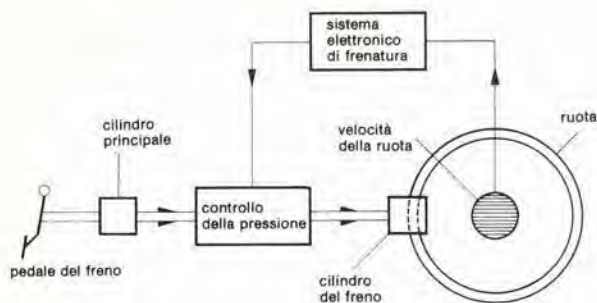 sistema
elettronico
di frenatura
cilindro
principale
velocità
della ruota
ruota
controllo
della pressione
pedale del freno
cilindro
del freno